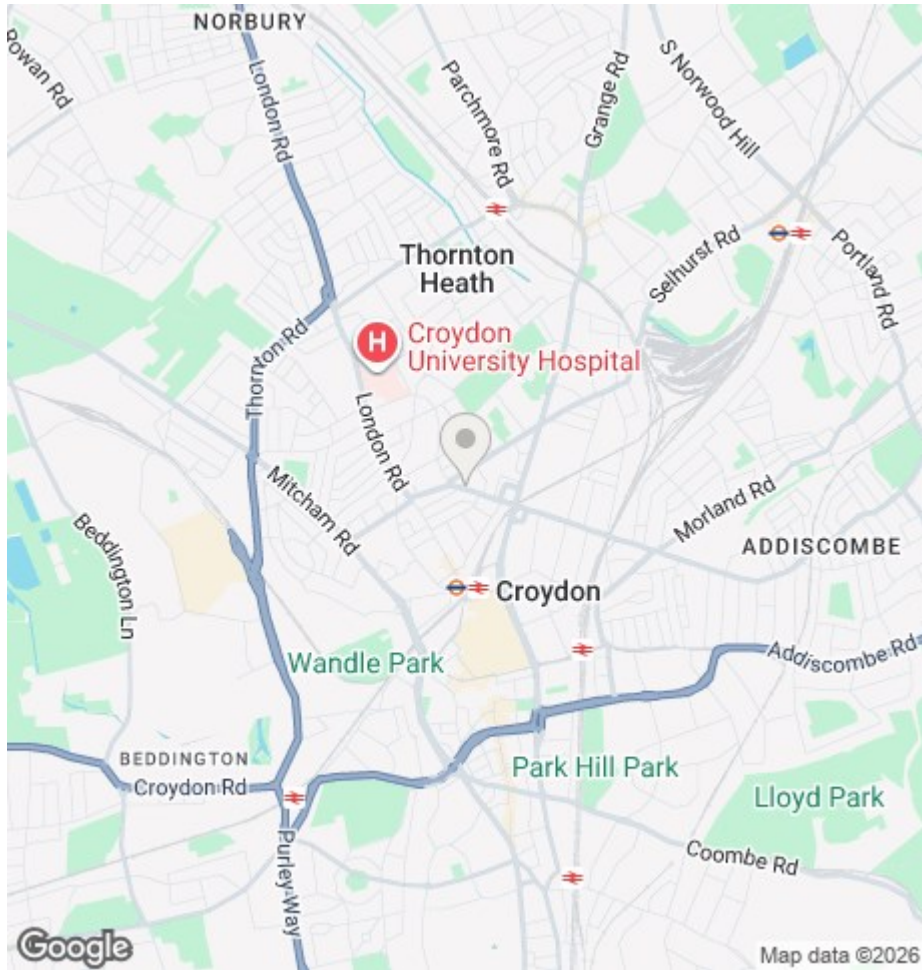 NORBURY
Rowan Rd
London Rd
Parchmore Rd
Grange Rd
S Norwood Hill
Thornton
Heath
Selhurst Rd
Portland Rd
Thornton Rd
H
Croydon
University Hospital
London Rd
Mitcham Rd
Morland Rd
Beddington Ln
ADDISCOMBE
Croydon
Addiscombe Rd
Wandle Park
BEDDINGTON
Croydon Rd
Park Hill Park
Lloyd Park
Purley Way
Coombe Rd
Google
Map data ©2026